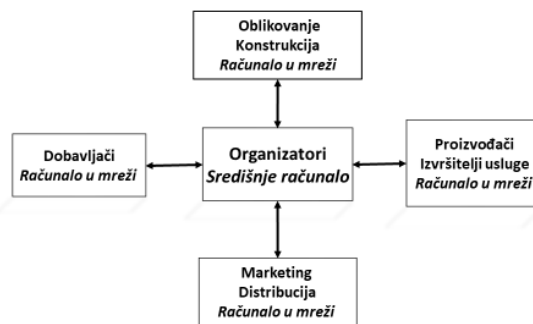 Oblikovanje
Konstrukcija
Računalo u mreži
Dobavljači
Računalo u mreži
Organizatori
Središnje računalo
Proizvođači
Izvršitelji usluge
Računalo u mreži
Marketing
Distribucija
Računalo u mreži